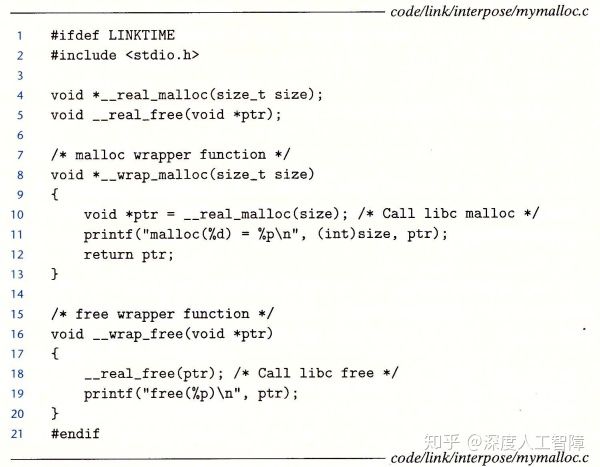 code/link/interpose/mymalloc.c
1 #ifdef LINKTIME
2 #include <stdio.h>
3
4 void *__real_malloc(size_t size);
5 void __real_free(void *ptr);
6
7 /* malloc wrapper function */
8 void *__wrap_malloc(size_t size)
9 {
10     void *ptr = __real_malloc(size); /* Call libc malloc */
11     printf("malloc(%d) = %p\n", (int)size, ptr);
12     return ptr;
13 }
14
15 /* free wrapper function */
16 void __wrap_free(void *ptr)
17 {
18     __real_free(ptr); /* Call libc free */
19     printf("free(%p)\n", ptr);
20 }
21 #endif
知乎 @深度人工智障
code/link/interpose/mymalloc.c